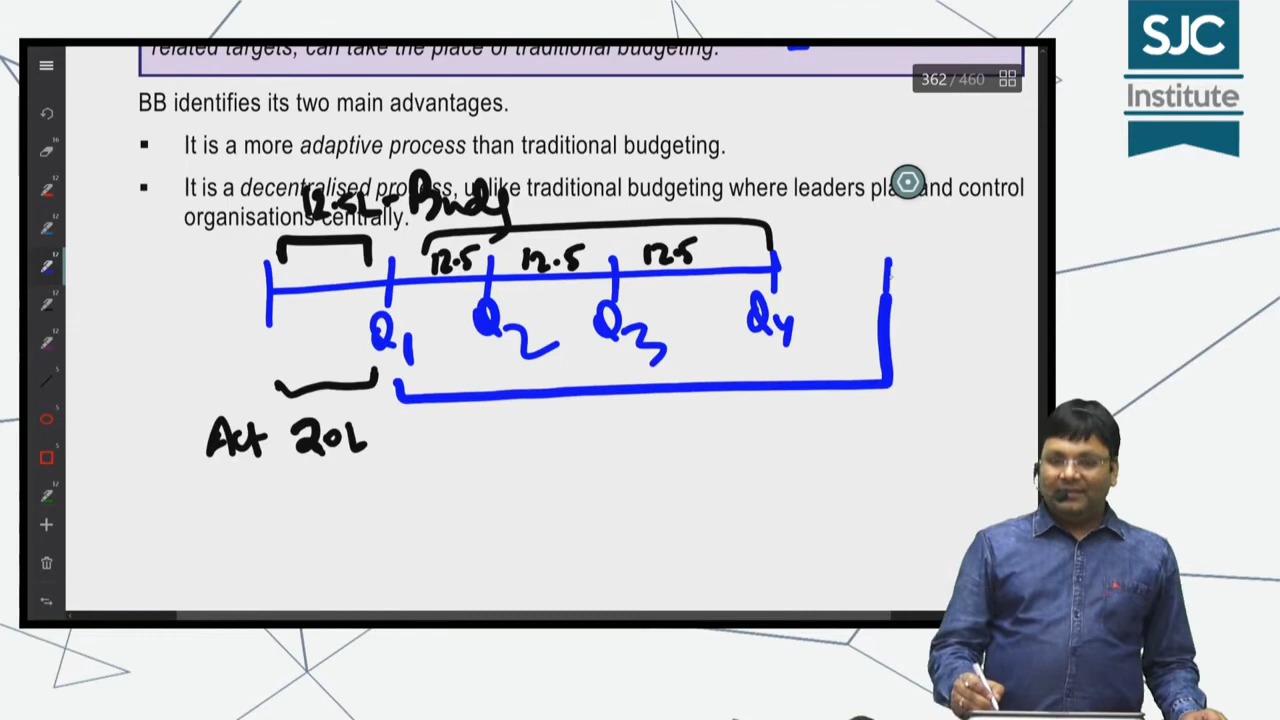 SJC
Institute
related targets, can take the place of traditional budgeting.
362 / 460
BB identifies its two main advantages.
▪ It is a more adaptive process than traditional budgeting.
▪ It is a decentralised process, unlike traditional budgeting where leaders plan and control
organisations centrally.
12.5L - Budg
12.5 12.5 12.5
Q1 Q2 Q3 Q4
Act 20L